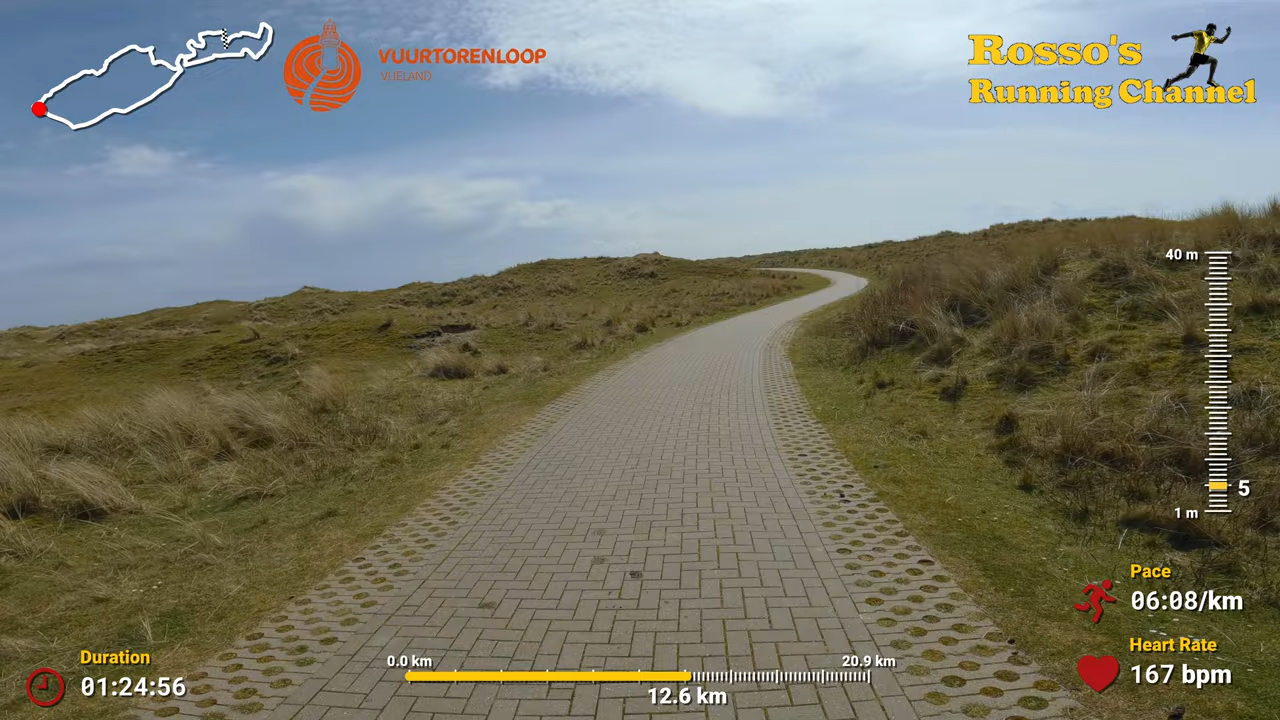 VUURTORENLOOP
VLIELAND
Rosso's
Running Channel
40 m
5
1 m
Pace
06:08/km
Heart Rate
167 bpm
Duration
01:24:56
0.0 km
20.9 km
12.6 km